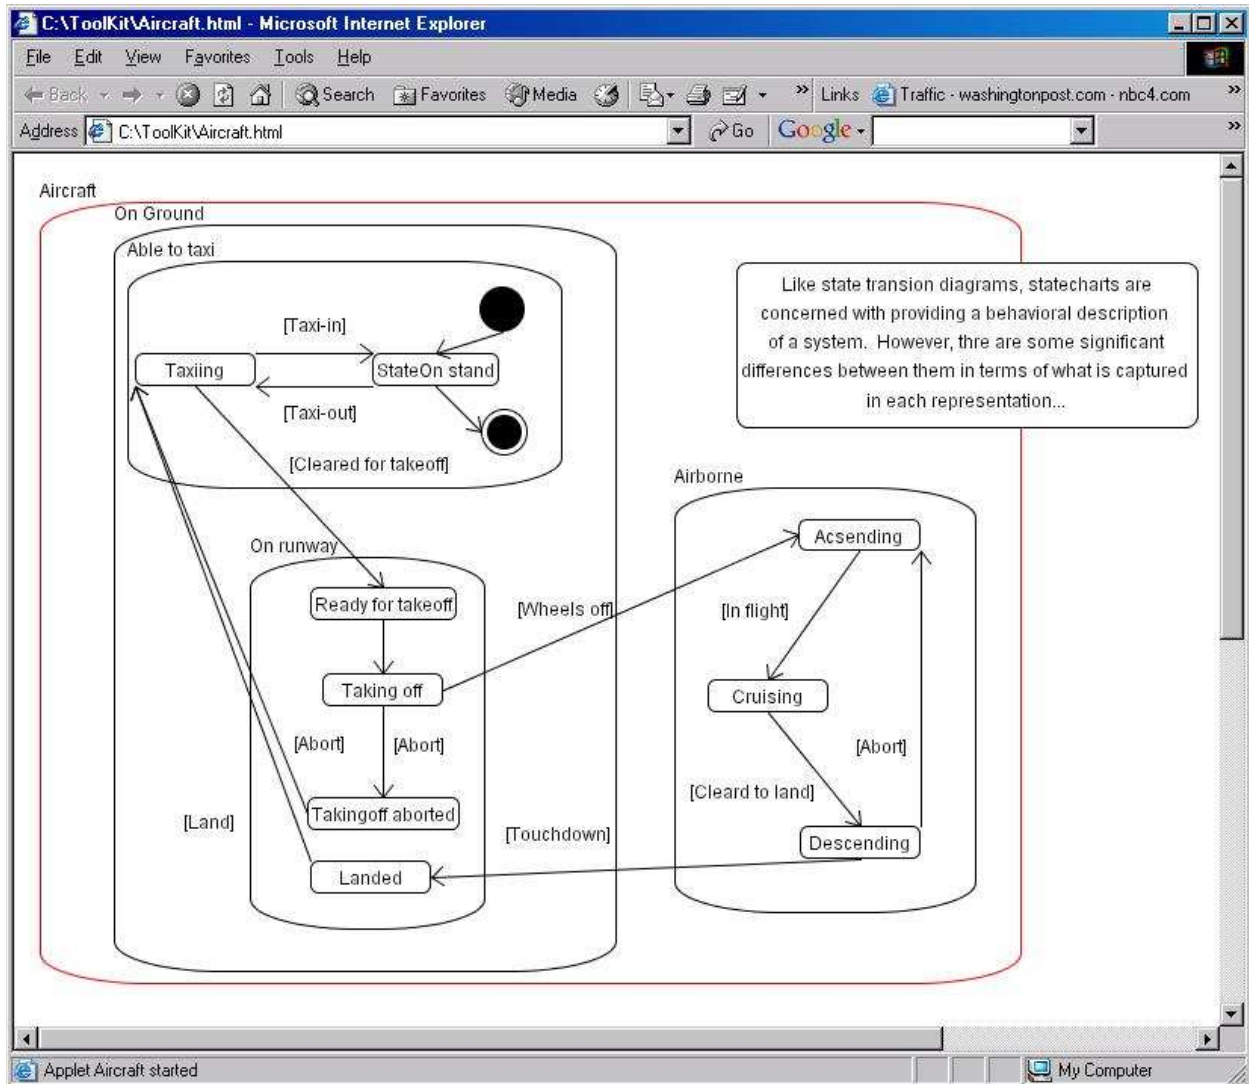 C:\ToolKit\Aircraft.html - Microsoft Internet Explorer
File Edit View Favorites Tools Help
Back Search Favorites Media » Links Traffic - washingtonpost.com - nbc4.com »
Address C:\ToolKit\Aircraft.html Go Google »
Aircraft
On Ground
Able to taxi
[Taxi-in]
Taxiing
StateOn stand
[Taxi-out]
[Cleared for takeoff]
Like state transion diagrams, statecharts are
concerned with providing a behavioral description
of a system. However, thre are some significant
differences between them in terms of what is captured
in each representation...
On runway
Ready for takeoff
Taking off
[Abort]
[Abort]
Takingoff aborted
[Land]
Landed
[Wheels off]
[Touchdown]
Airborne
Acsending
[In flight]
Cruising
[Abort]
[Cleard to land]
Descending
Applet Aircraft started
My Computer